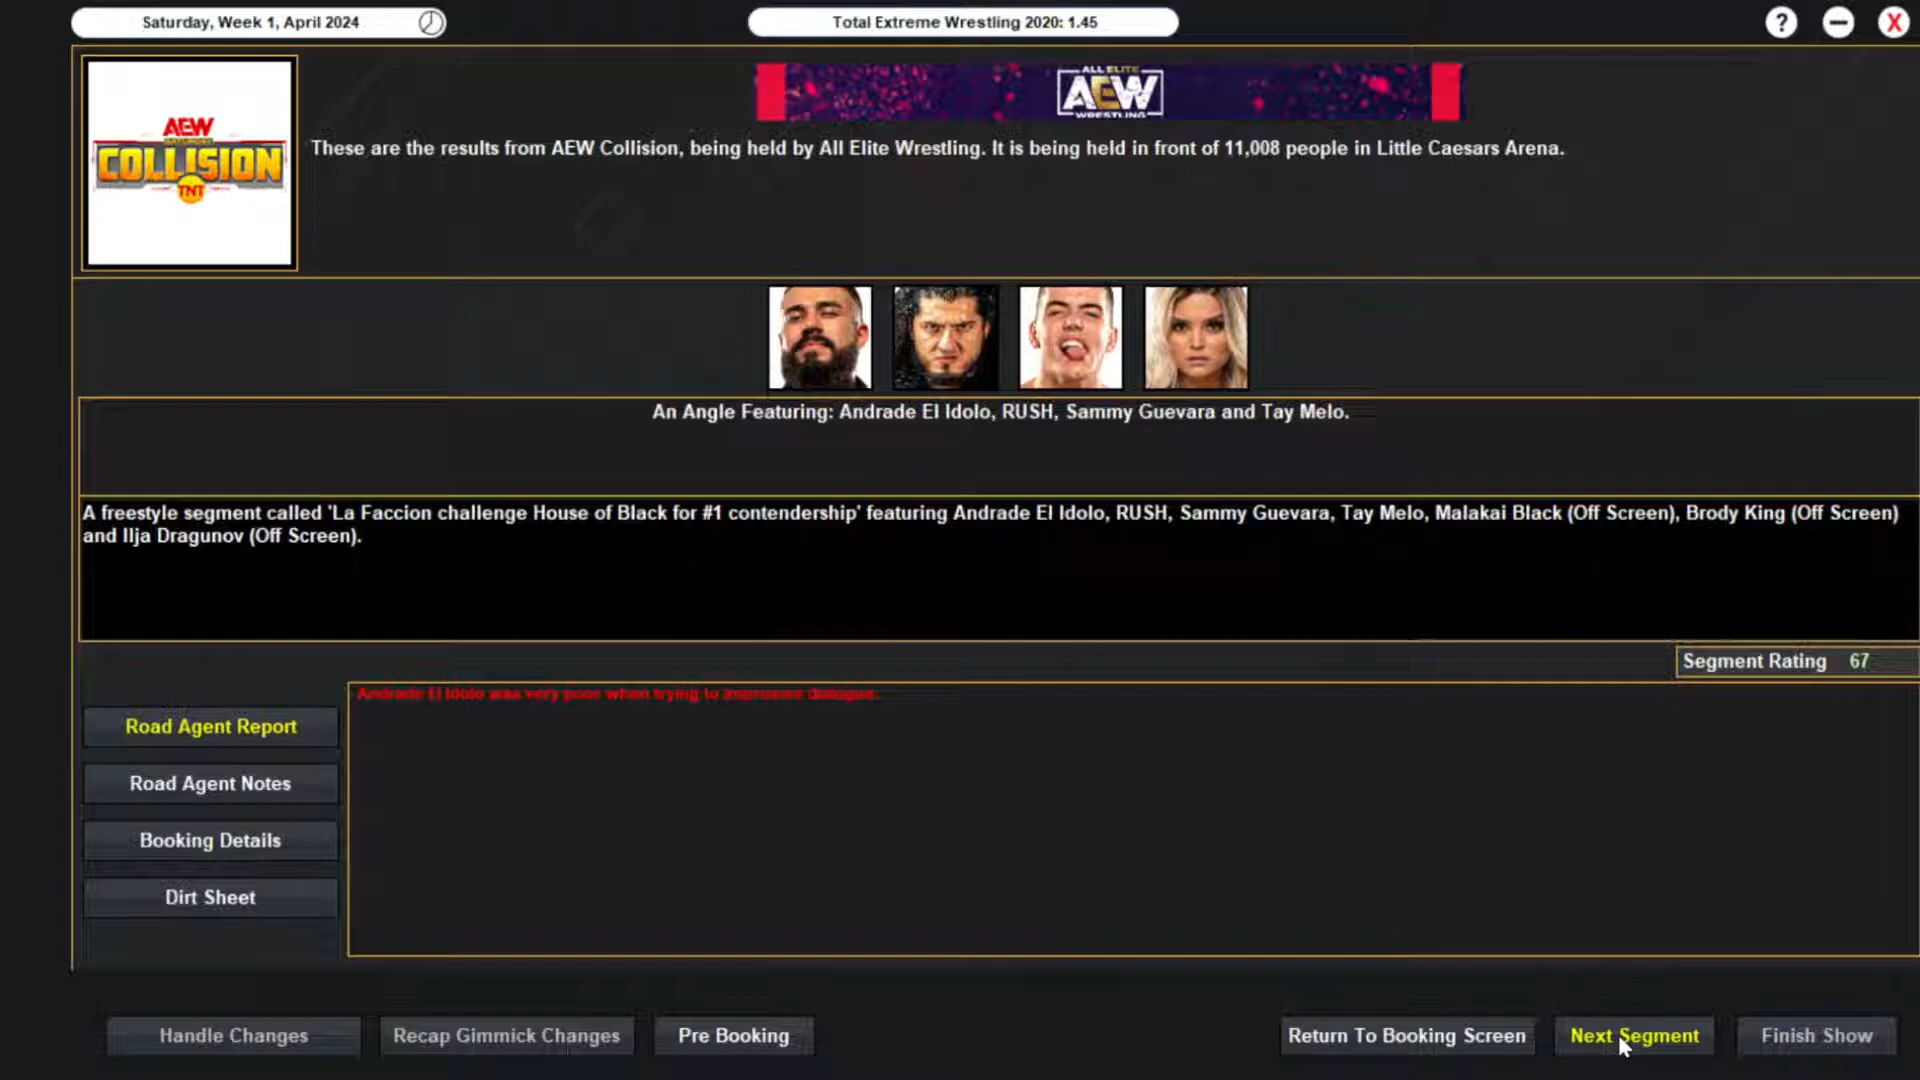 Saturday, Week 1, April 2024
Total Extreme Wrestling 2020: 1.45
?
X
ALL ELITE
AEW
WRESTLING
AEW
SATURDAY
COLLISION
TNT
These are the results from AEW Collision, being held by All Elite Wrestling. It is being held in front of 11,008 people in Little Caesars Arena.
An Angle Featuring: Andrade El Idolo, RUSH, Sammy Guevara and Tay Melo.
A freestyle segment called 'La Faccion challenge House of Black for #1 contendership' featuring Andrade El Idolo, RUSH, Sammy Guevara, Tay Melo, Malakai Black (Off Screen), Brody King (Off Screen)
and Ilja Dragunov (Off Screen).
Segment Rating 67
Andrade El Idolo was very poor when trying to improvise dialogue.
Road Agent Report
Road Agent Notes
Booking Details
Dirt Sheet
Handle Changes
Recap Gimmick Changes
Pre Booking
Return To Booking Screen
Next Segment
Finish Show